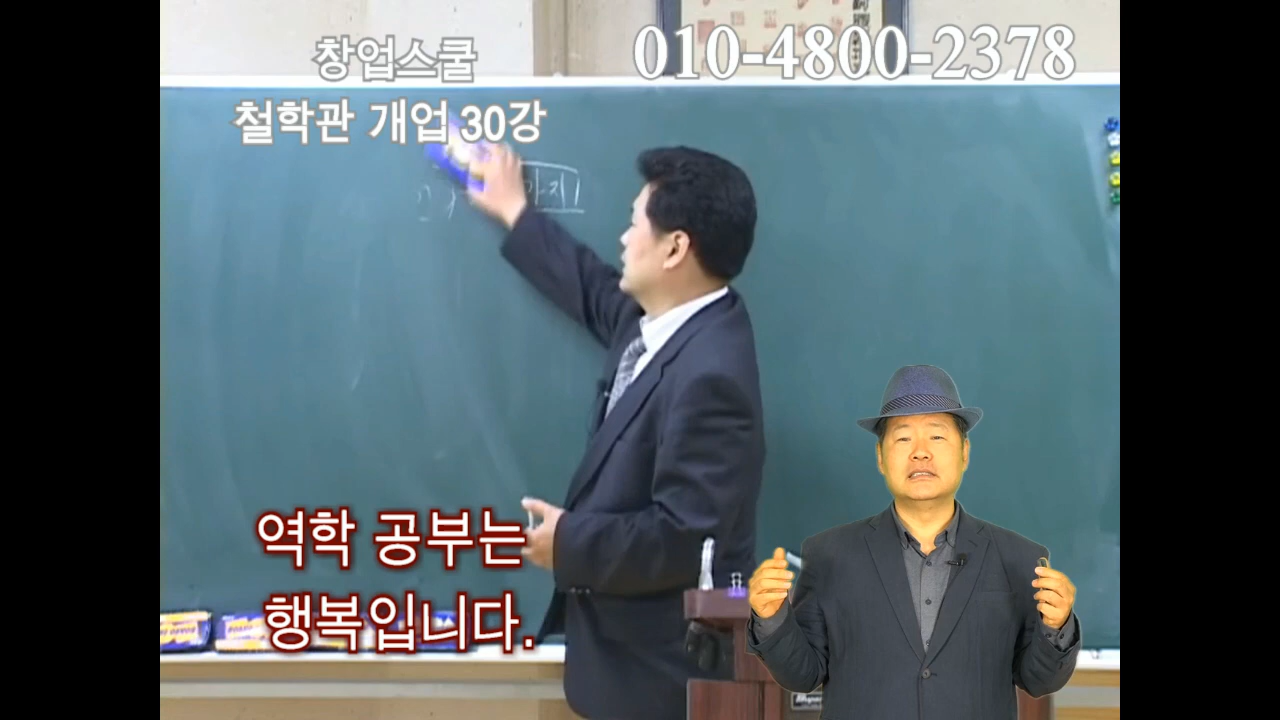 창업스쿨
010-4800-2378
철학관 개업 30강
역학 공부는
행복입니다.